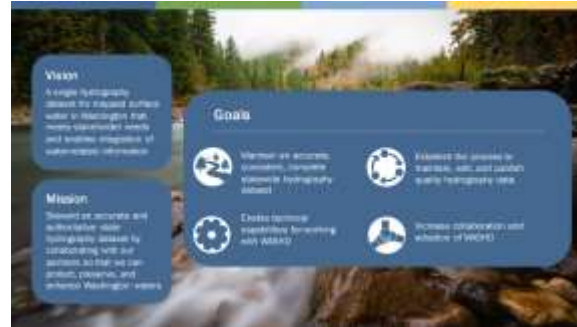 Vision
A single hydrography
dataset for mapped surface
water in Washington that
meets stakeholder needs
and enables integration of
water-related information
Mission
Steward an accurate and
authoritative state
hydrography dataset by
collaborating with our
partners so that we can
protect, preserve, and
enhance Washington waters
Goals
Maintain an accurate,
consistent, complete
statewide hydrography
dataset
Establish the process to
maintain, edit, and publish
quality hydrography data
Create technical
capabilities for working
with WASHD
Increase collaboration and
adoption of WASHD